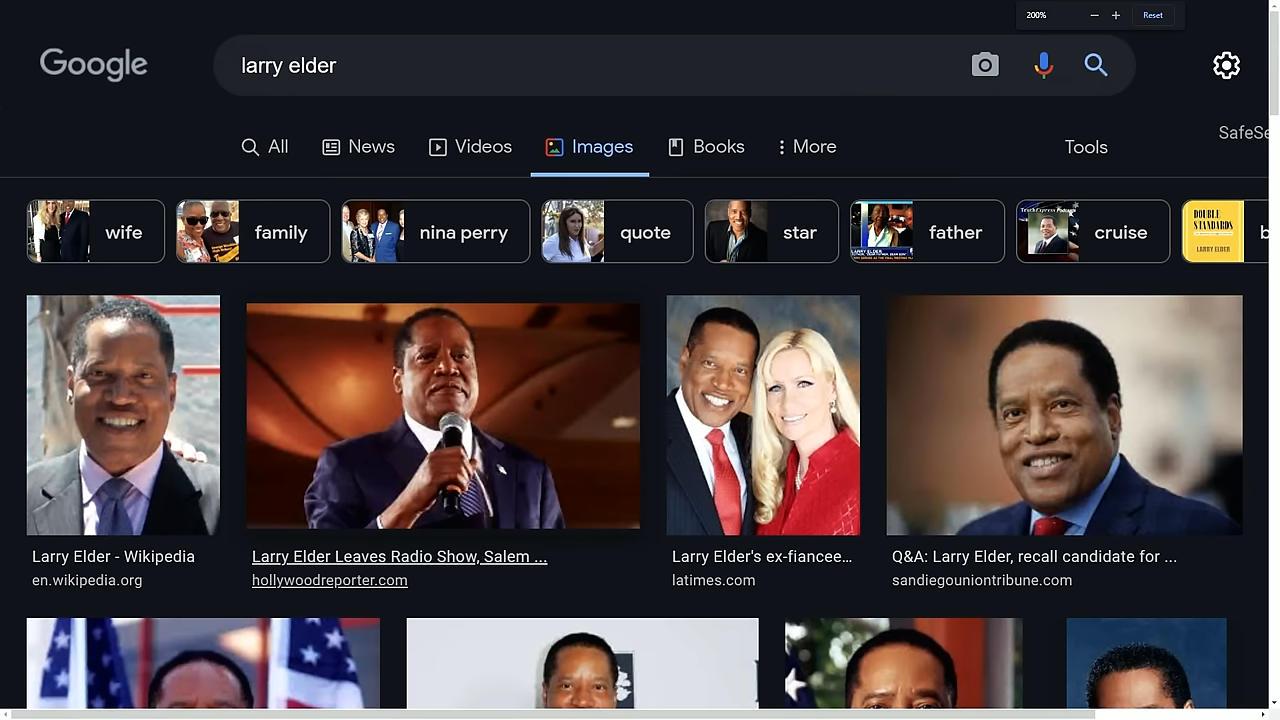 200%
Reset
Google
larry elder
All
News
Videos
Images
Books
More
Tools
SafeSe
wife
family
nina perry
quote
star
father
cruise
DOUBLE
STANDARDS
LARRY ELDER
b
LARRY ELDER
Larry Elder - Wikipedia
en.wikipedia.org
Larry Elder Leaves Radio Show, Salem ...
hollywoodreporter.com
Larry Elder's ex-fiancee...
latimes.com
Q&A: Larry Elder, recall candidate for ...
sandiegouniontribune.com